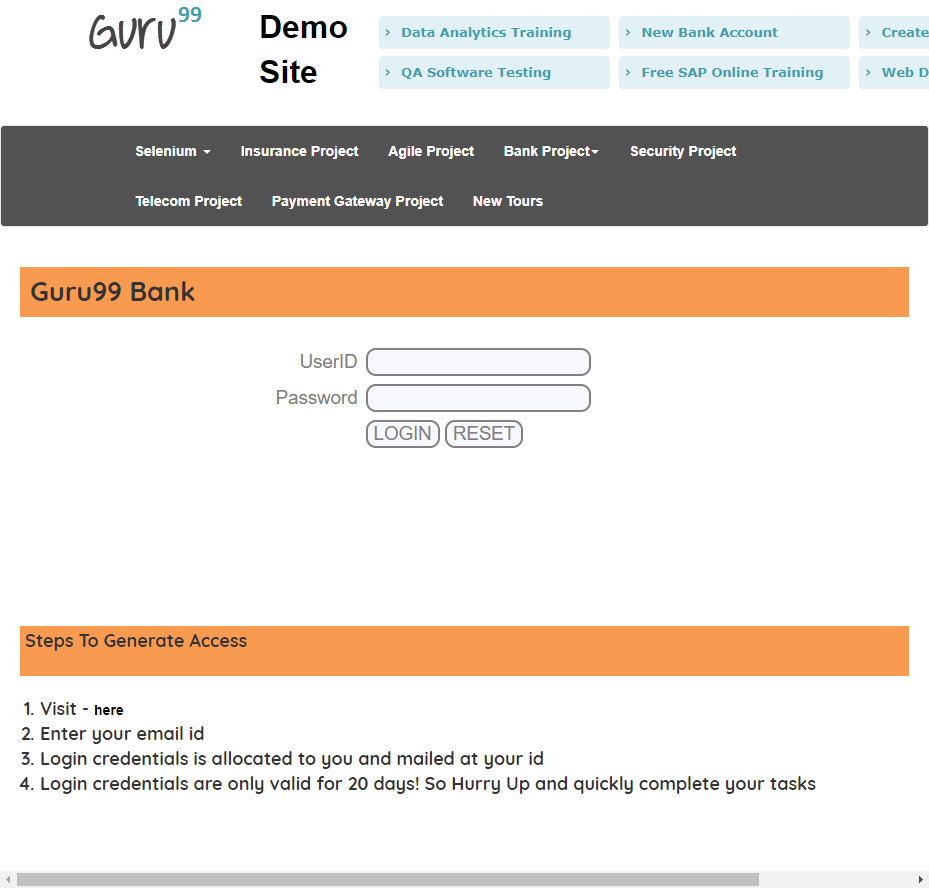 Guru99
Demo
Site
› Data Analytics Training
› New Bank Account
› Create
› QA Software Testing
› Free SAP Online Training
› Web D
Selenium Insurance Project Agile Project Bank Project Security Project
Telecom Project Payment Gateway Project New Tours
Guru99 Bank
UserID
Password
LOGIN RESET
Steps To Generate Access
1. Visit - here
2. Enter your email id
3. Login credentials is allocated to you and mailed at your id
4. Login credentials are only valid for 20 days! So Hurry Up and quickly complete your tasks